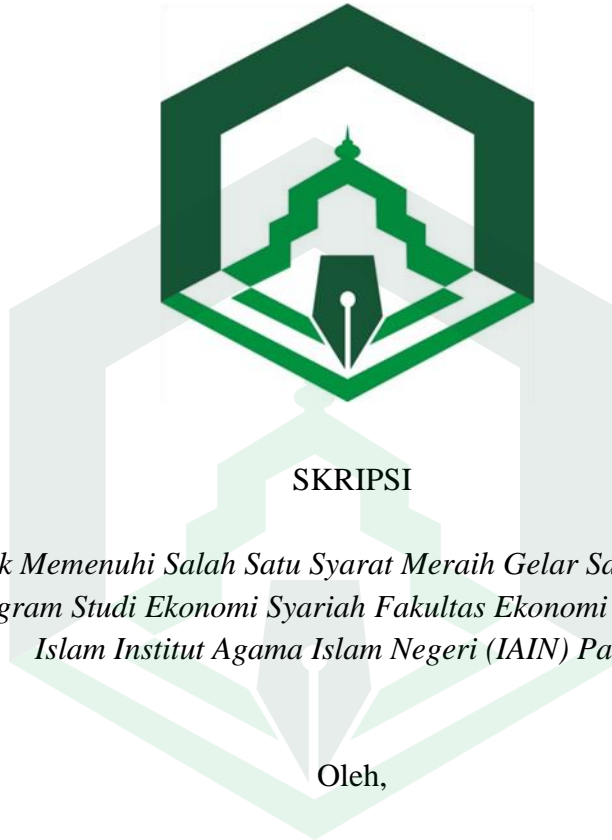 SKRIPSI
k Memenuhi Salah Satu Syarat Meraih Gelar Sa
gram Studi Ekonomi Syariah Fakultas Ekonomi
Islam Institut Agama Islam Negeri (IAIN) Pa
Oleh,